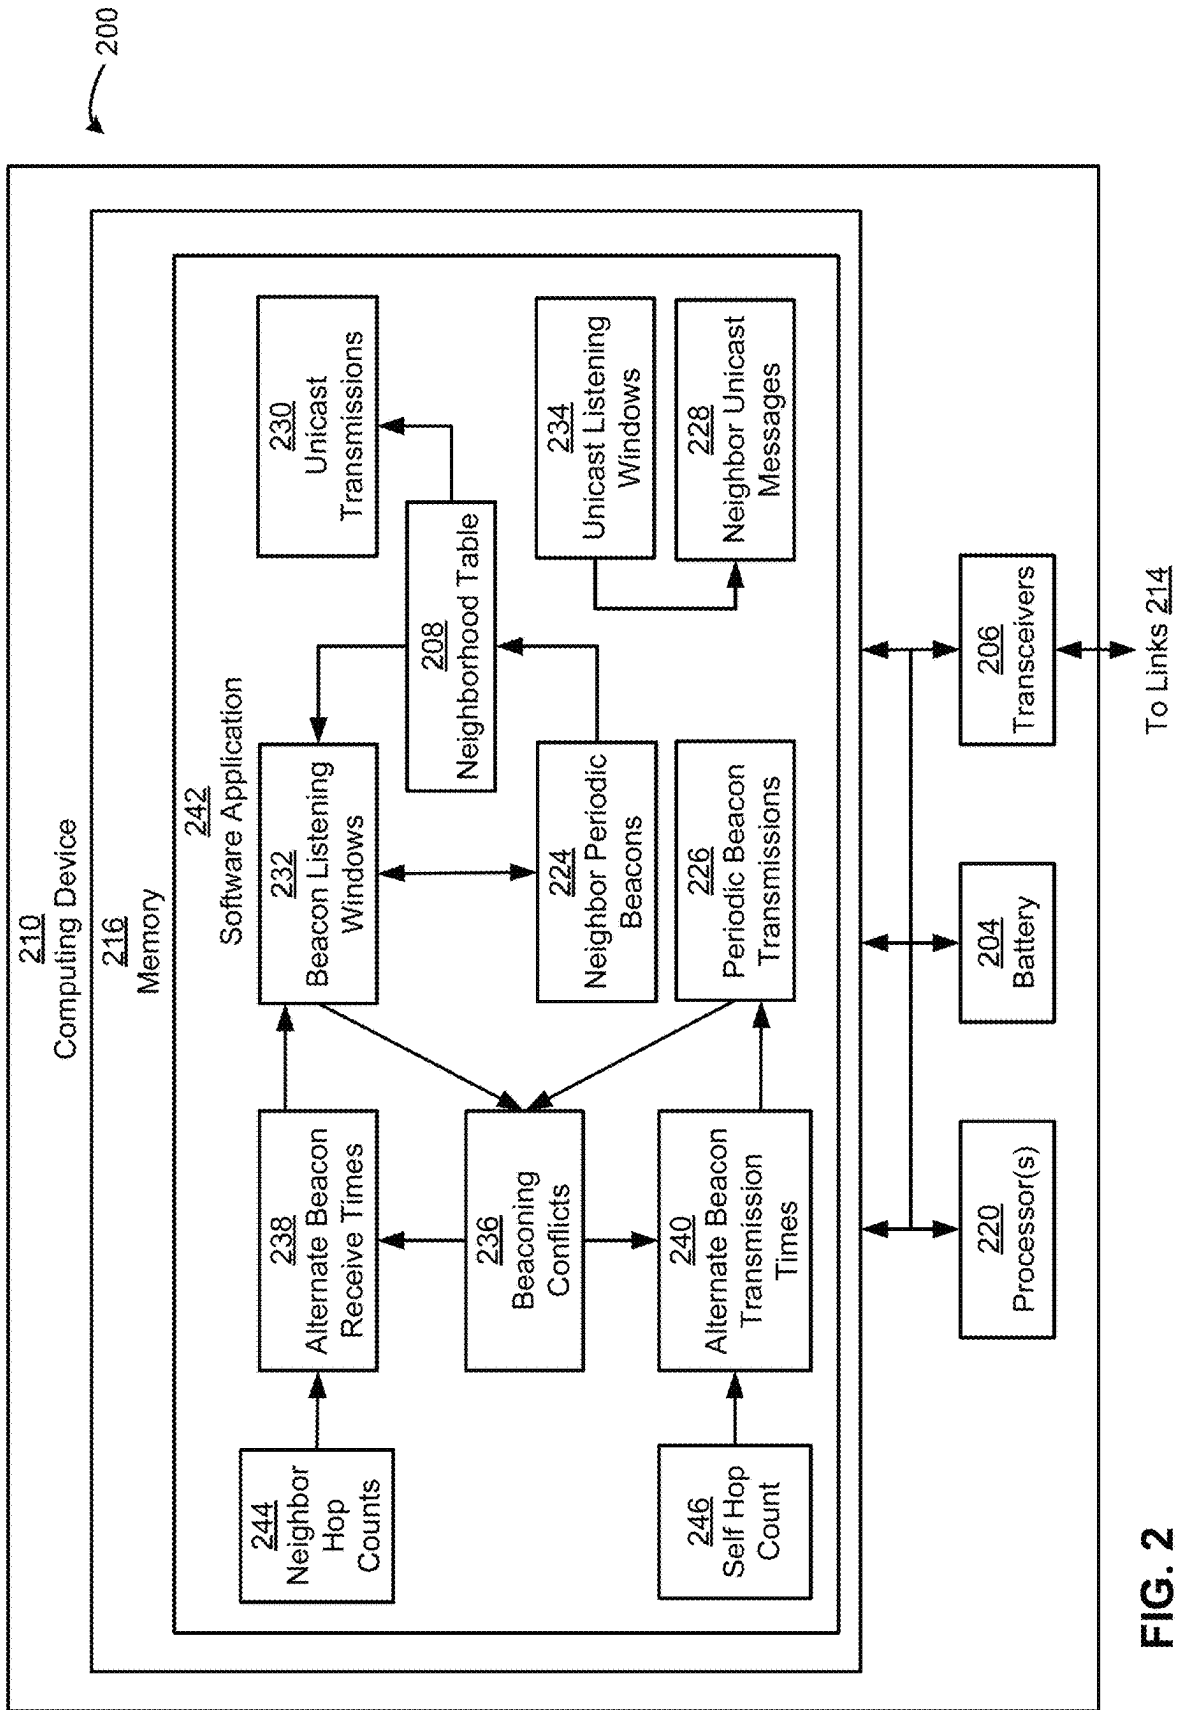 200
210
Computing Device
216
Memory
242
Software Application
244
Neighbor
Hop
Counts
238
Alternate Beacon
Receive Times
232
Beacon Listening
Windows
230
Unicast
Transmissions
208
Neighborhood Table
236
Beaconing
Conflicts
224
Neighbor Periodic
Beacons
234
Unicast Listening
Windows
246
Self Hop
Count
240
Alternate Beacon
Transmission
Times
226
Periodic Beacon
Transmissions
228
Neighbor Unicast
Messages
220
Processor(s)
204
Battery
206
Transceivers
To Links 214
FIG. 2